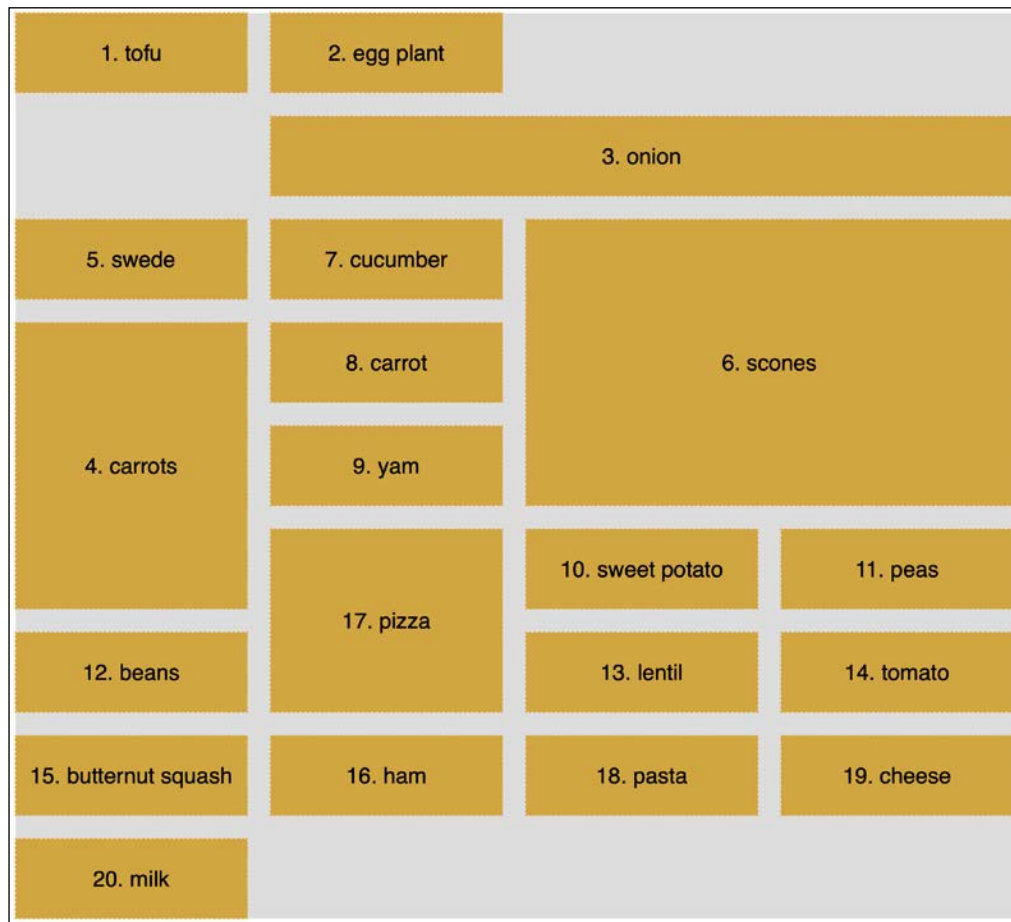 1. tofu
2. egg plant
3. onion
5. swede
7. cucumber
8. carrot
6. scones
4. carrots
9. yam
10. sweet potato
11. peas
17. pizza
12. beans
13. lentil
14. tomato
15. butternut squash
16. ham
18. pasta
19. cheese
20. milk